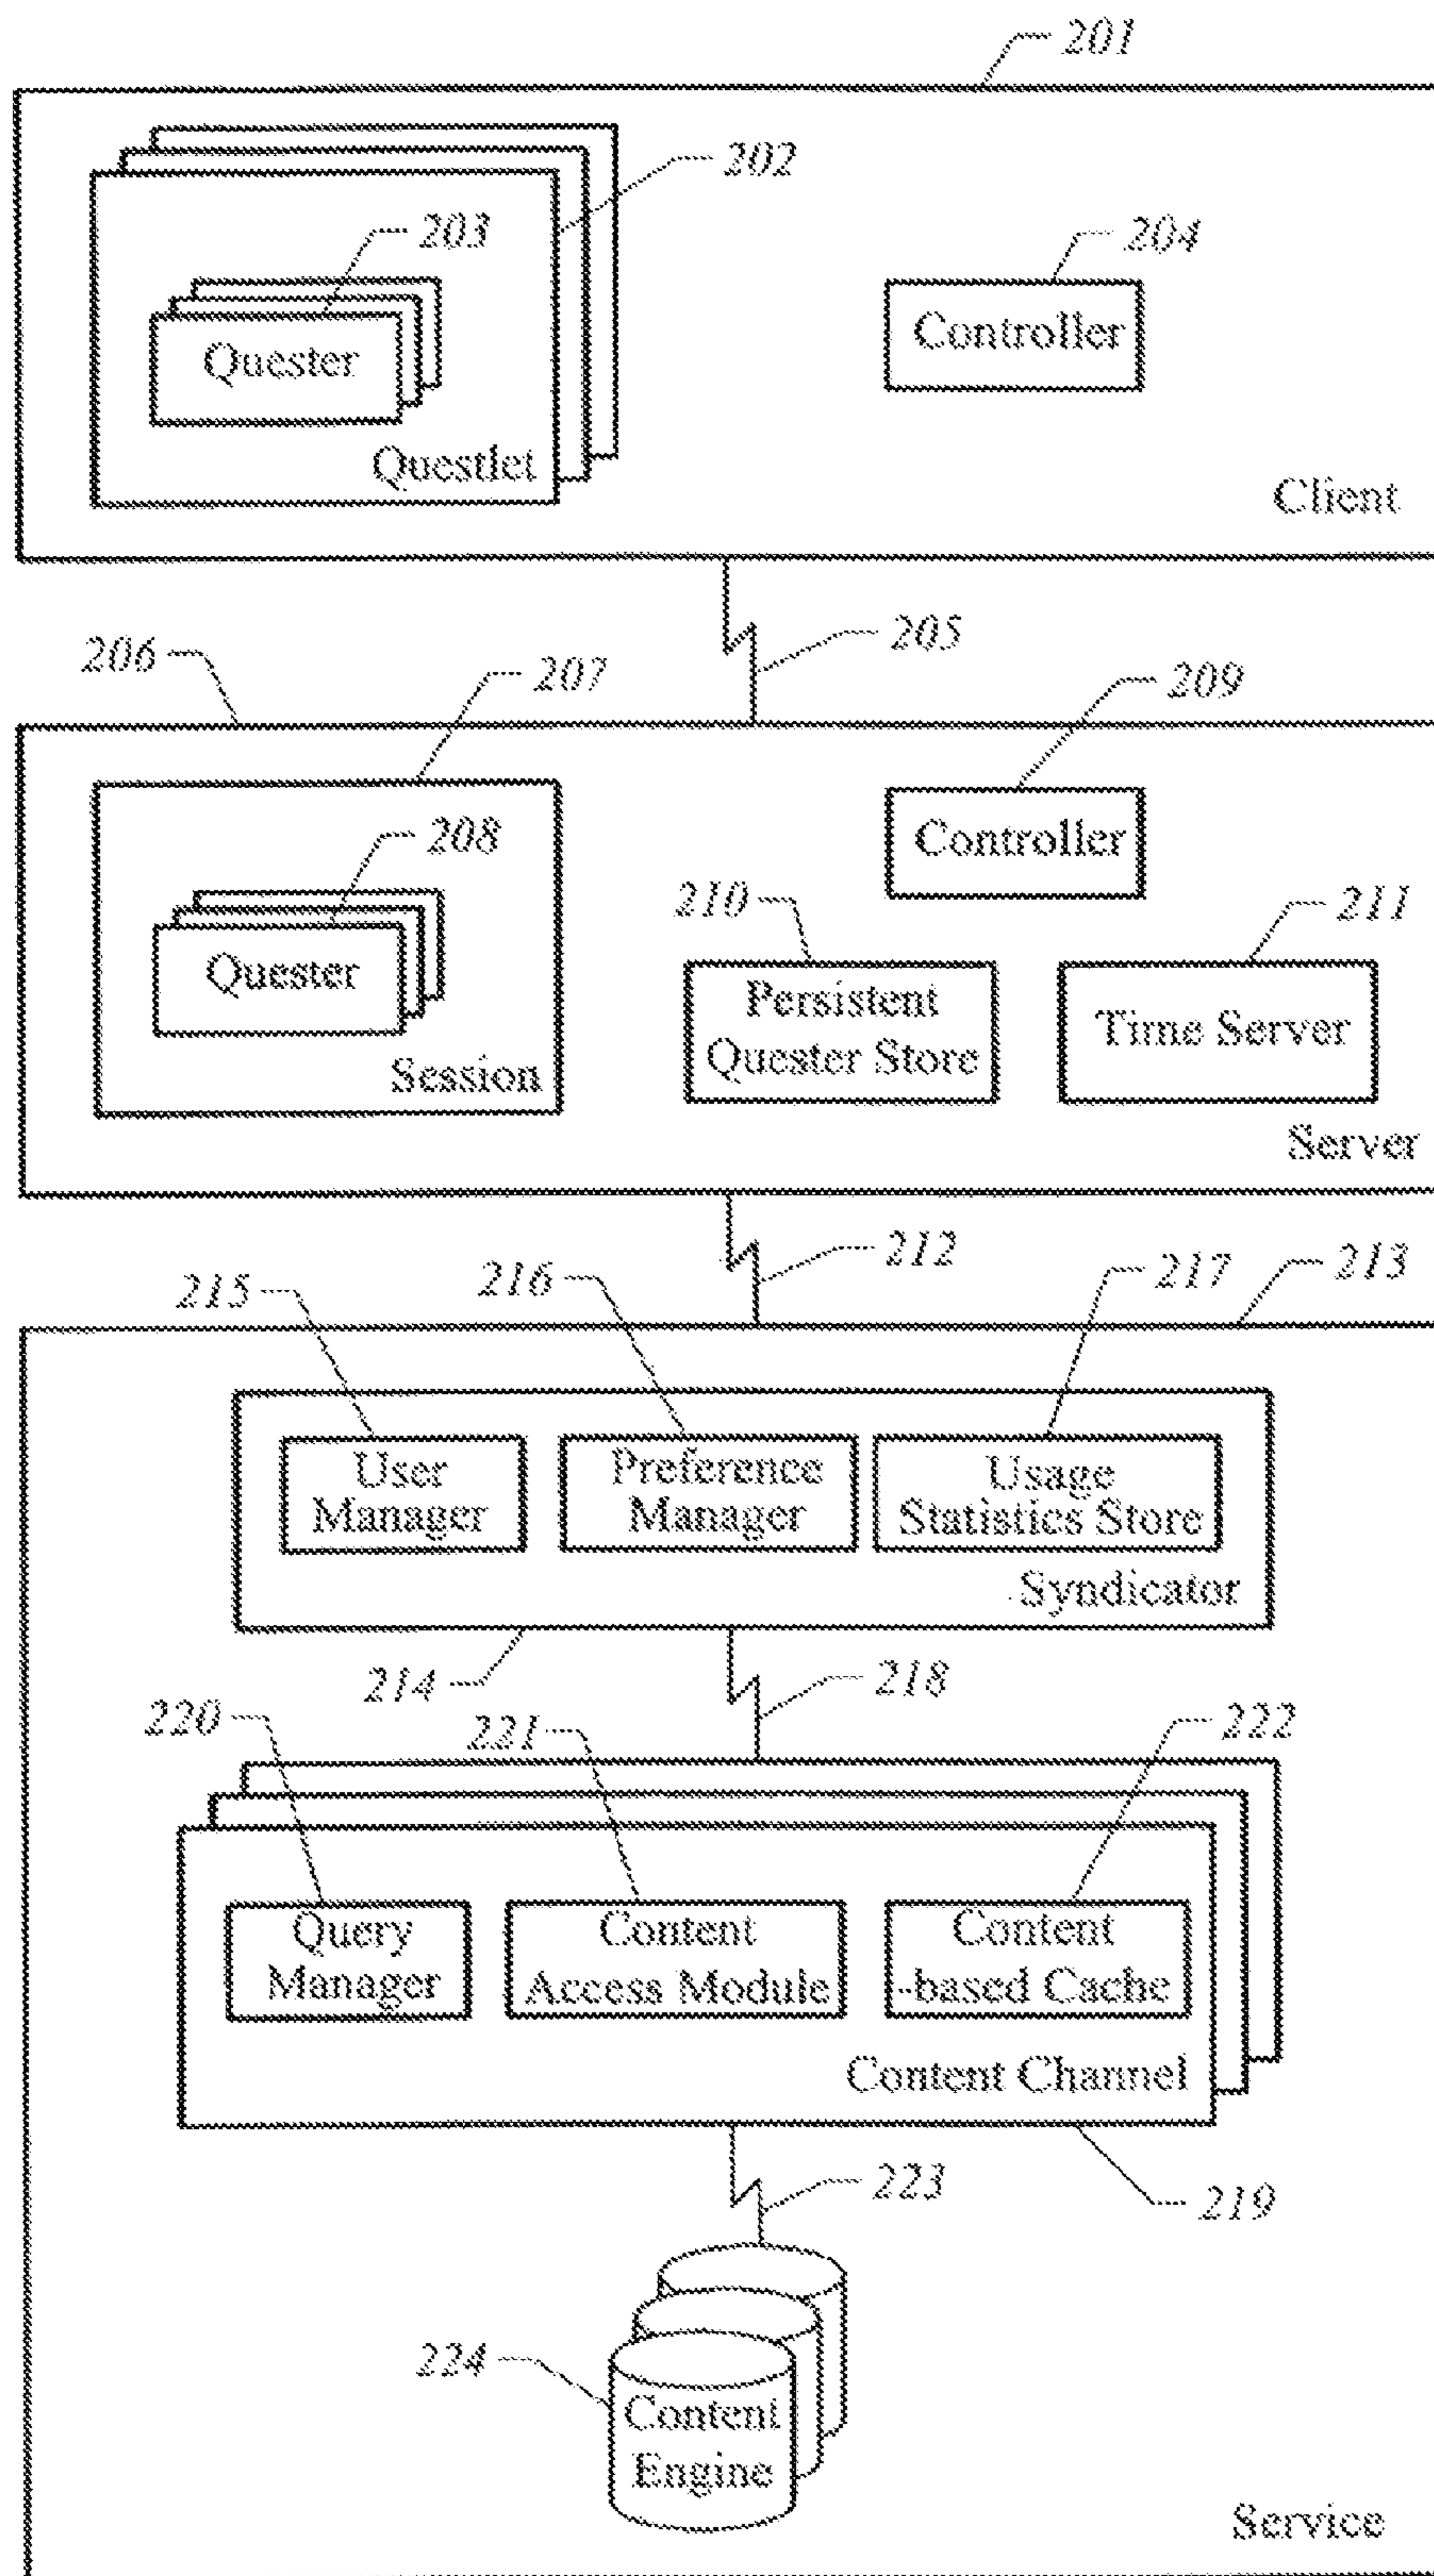 201
202
203
204
Quester
Controller
Questlet
Client
205
206
207
209
208
Controller
210
211
Quester
Persistent
Quester Store
Time Server
Session
Server
212
213
215
216
217
User
Manager
Preference
Manager
Usage
Statistics Store
Syndicator
214
218
220
221
222
Query
Manager
Content
Access Module
Content
-based Cache
Content Channel
223
219
224
Content
Engine
Service